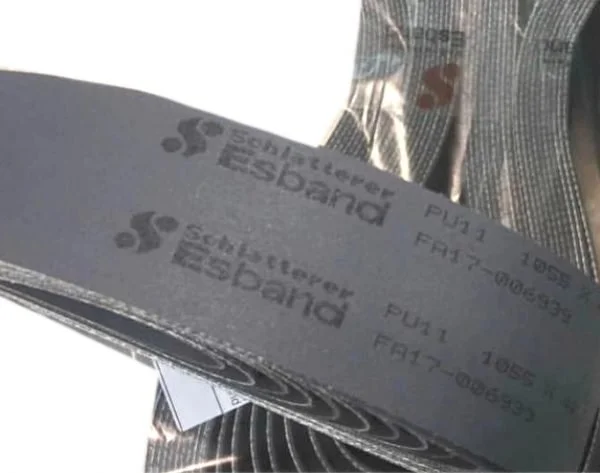 Schlatterer
Esband
PU11 1055 X
FA17-006939
Schlatterer
Esband
PU11 1055 X
FA17-006939